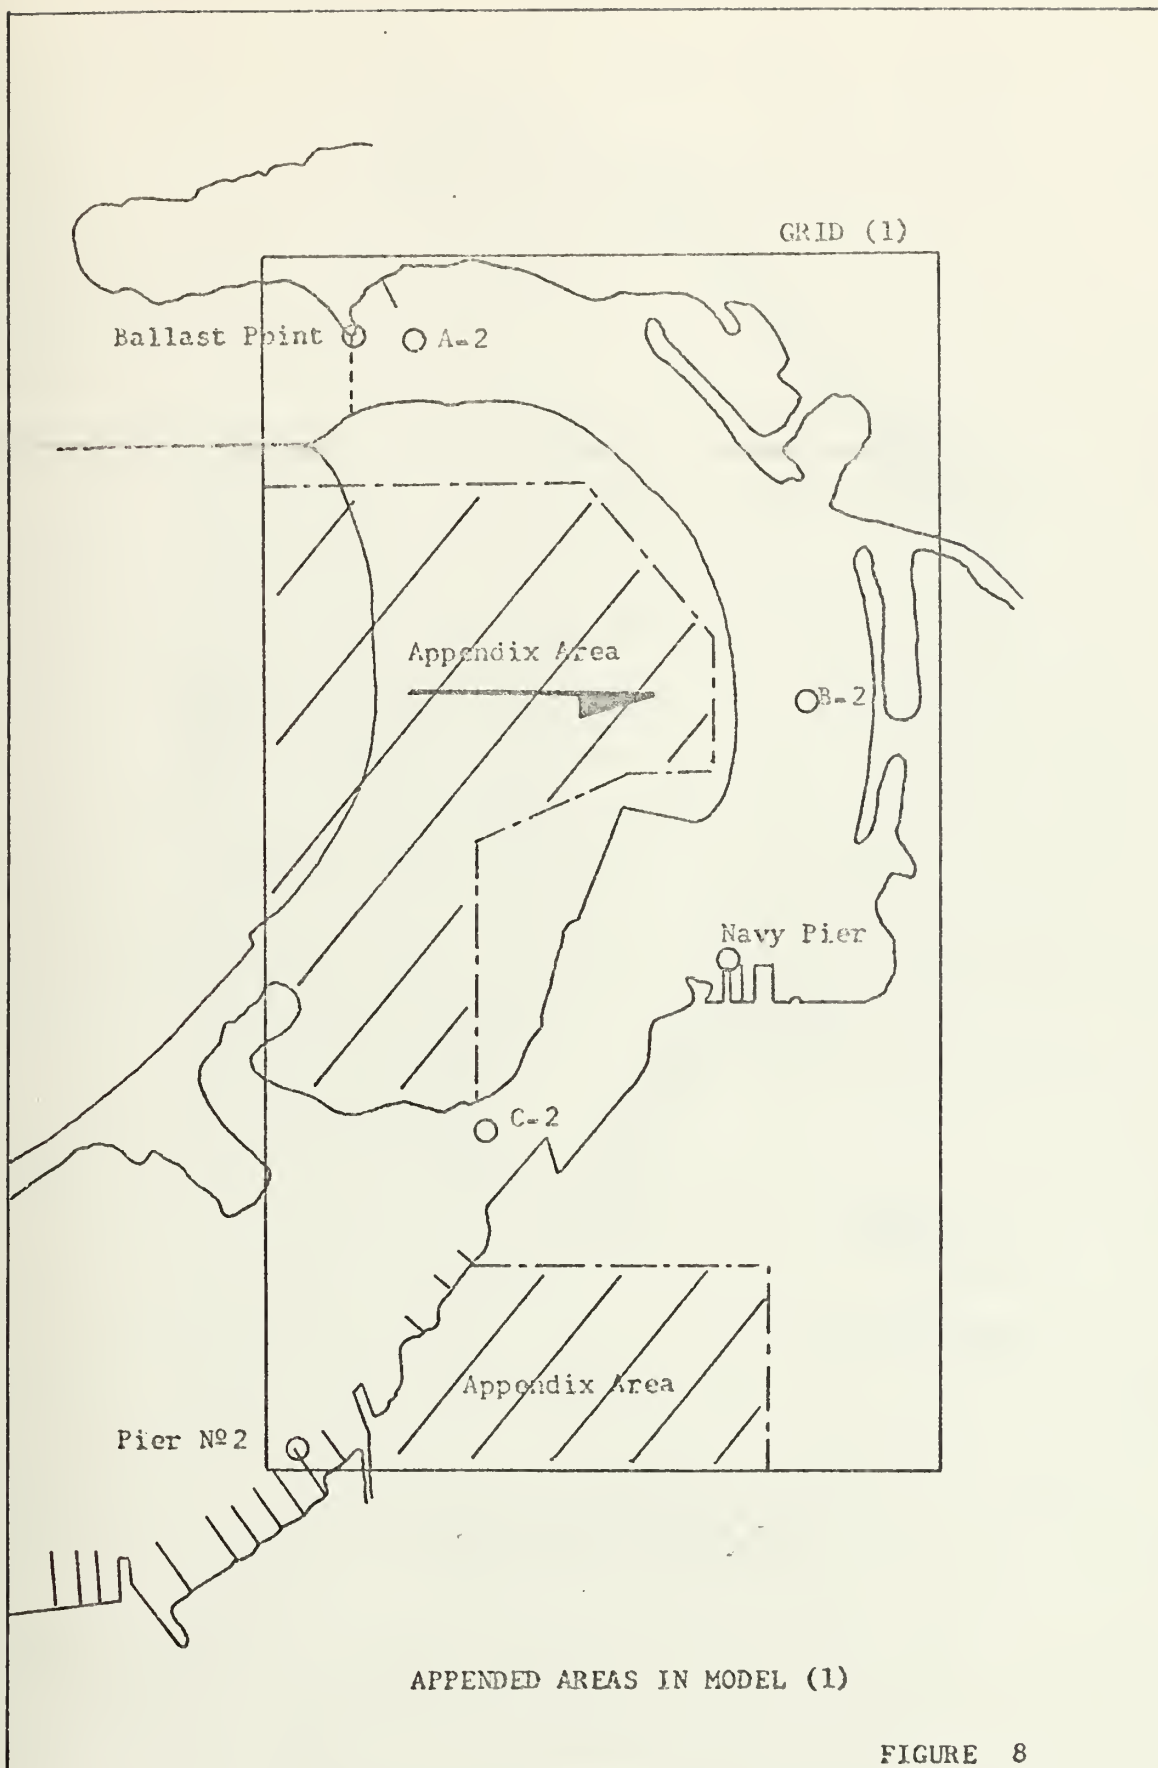 GRID (1)
Ballast Point
A-2
Appendix Area
B-2
Navy Pier
C-2
Appendix Area
Pier Nº2
APPENDED AREAS IN MODEL (1)
FIGURE 8